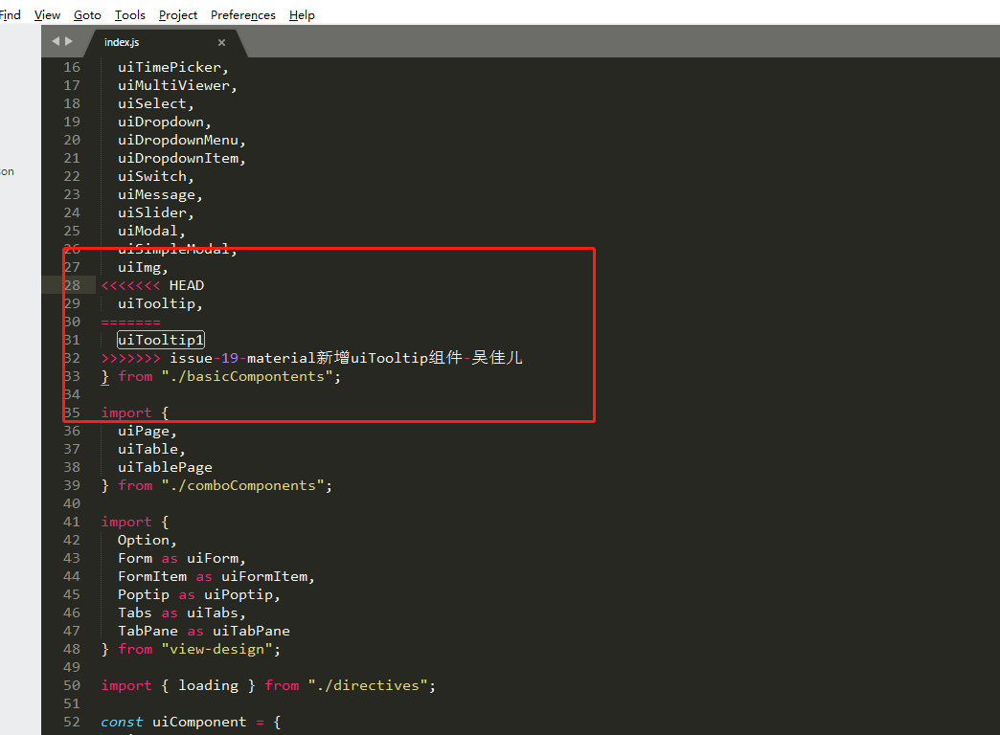 Find View Goto Tools Project Preferences Help
index.js ×
16 uiTimePicker,
17 uiMultiViewer,
18 uiSelect,
19 uiDropdown,
20 uiDropdownMenu,
21 uiDropdownItem,
22 uiSwitch,
son
23 uiMessage,
24 uiSlider,
25 uiModal,
26 uiSimpleModal,
27 uiImg,
28 <<<<<<< HEAD
29 uiTooltip,
30 =======
31 uiTooltip1
32 >>>>>>> issue-19-material新增uiTooltip组件-吴佳儿
33 } from "./basicCompontents";
34
35 import {
36 uiPage,
37 uiTable,
38 uiTablePage
39 } from "./comboComponents";
40
41 import {
42 Option,
43 Form as uiForm,
44 FormItem as uiFormItem,
45 Poptip as uiPoptip,
46 Tabs as uiTabs,
47 TabPane as uiTabPane
48 } from "view-design";
49
50 import { loading } from "./directives";
51
52 const uiComponent = {